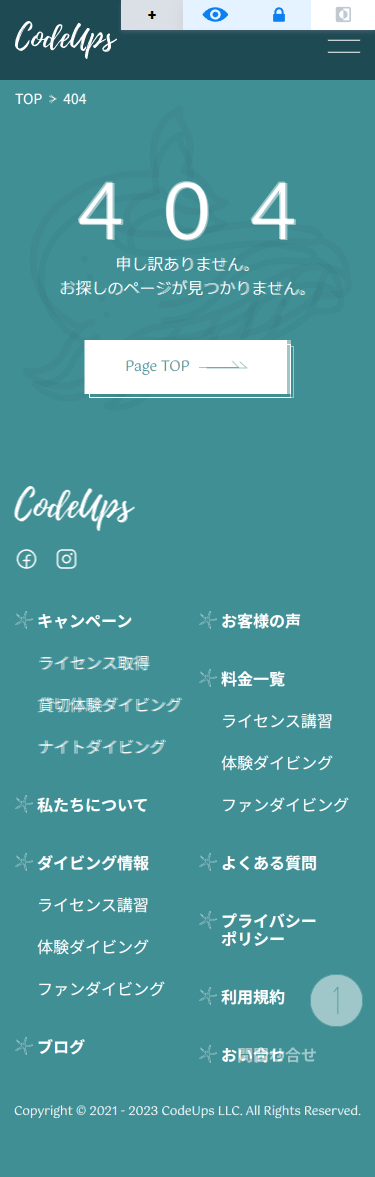 CodeUps
TOP > 404
４０４
申し訳ありません。
お探しのページが見つかりません。
Page TOP
CodeUps
キャンペーン
ライセンス取得
貸切体験ダイビング
ナイトダイビング
私たちについて
ダイビング情報
ライセンス講習
体験ダイビング
ファンダイビング
ブログ
お客様の声
料金一覧
ライセンス講習
体験ダイビング
ファンダイビング
よくある質問
プライバシー
ポリシー
利用規約
Copyright © 2021 - 2023 CodeUps LLC. All Rights Reserved.